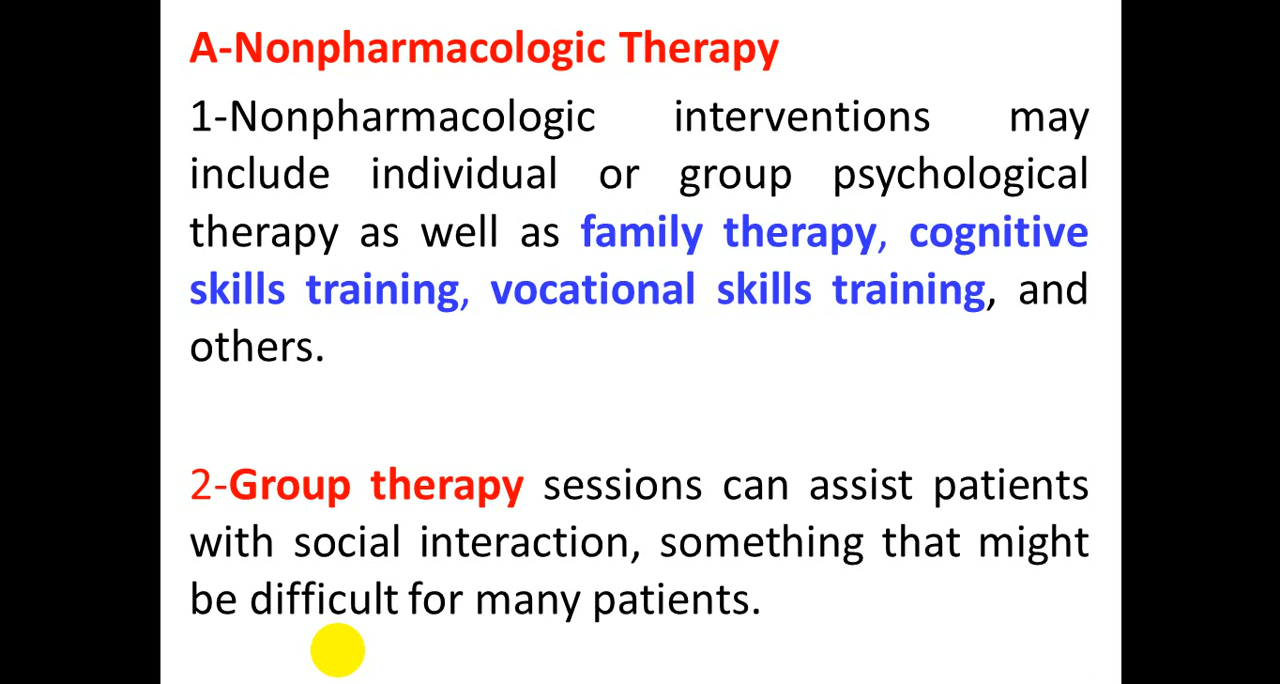 A-Nonpharmacologic Therapy
1-Nonpharmacologic interventions may
include individual or group psychological
therapy as well as family therapy, cognitive
skills training, vocational skills training, and
others.
2-Group therapy sessions can assist patients
with social interaction, something that might
be difficult for many patients.